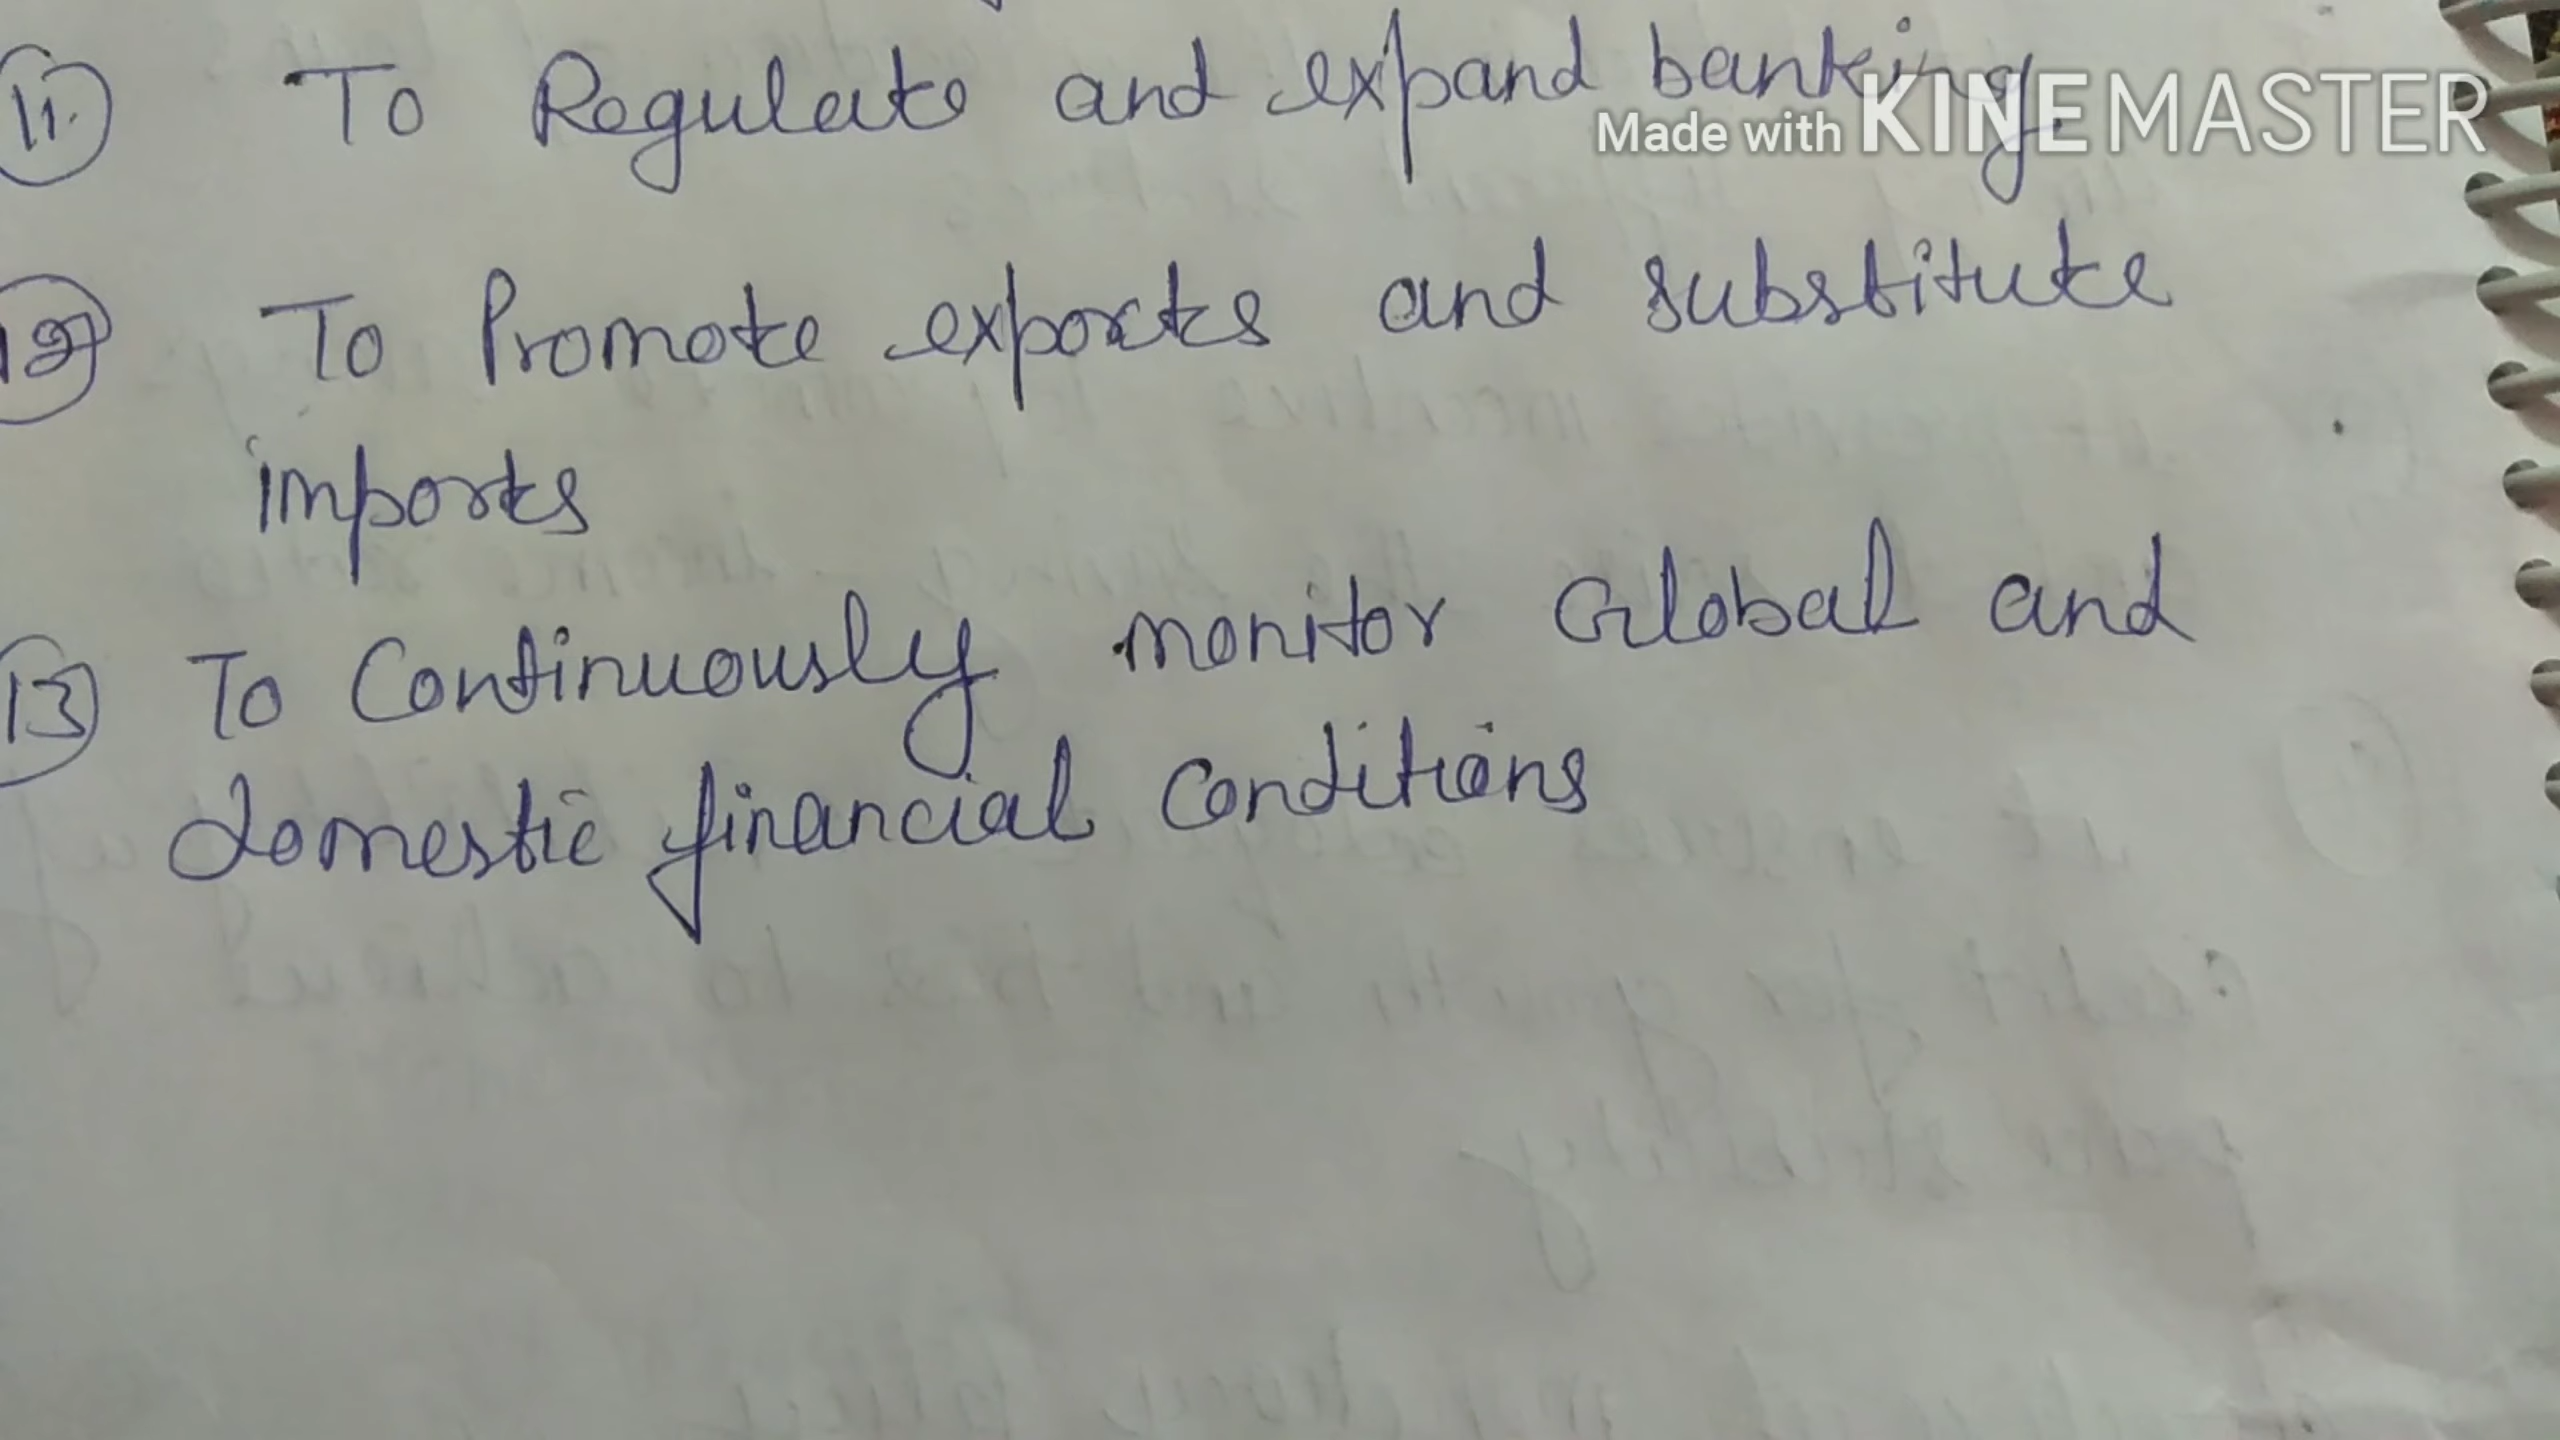 11. To Regulate and expand banking
Made with KINEMASTER
12 To Promote exports and substitute
imports
13 To Continuously monitor Global and
domestic financial Conditions